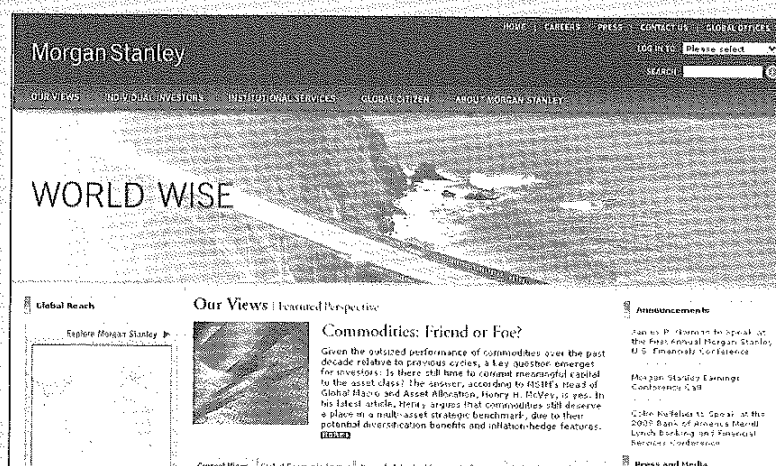 HOME | CAREERS PRESS | CONTACT US | GLOBAL OFFICES
Morgan Stanley
LOG IN TO Please select
SEARCH
OUR VIEWS INDIVIDUAL INVESTORS INSTITUTIONAL SERVICES GLOBAL CITIZEN ABOUT MORGAN STANLEY
WORLD WISE
Global Reach
Explore Morgan Stanley
Our Views | Featured Perspective
Commodities: Friend or Foe?
Given the outsized performance of commodities over the past
decade relative to previous cycles, a key question emerges
for investors: Is there still time to commit meaningful capital
to the asset class? The answer, according to MSIM's Head of
Global Macro and Asset Allocation, Henry H. McVey, is yes. In
his latest article, Henry argues that commodities still deserve
a place in a multi-asset strategic benchmark, due to their
potential diversification benefits and inflation-hedge features.
Announcements
James P. Gorman to Speak at
the First Annual Morgan Stanley
U.S. Financials Conference
Morgan Stanley Earnings
Conference Call
Colm Kelleher to Speak at the
2009 Bank of America Merrill
Lynch Banking and Financial
Services Conference
Press and Media